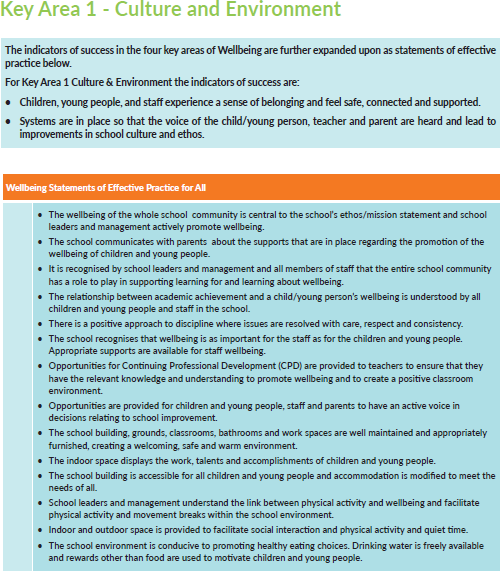 Key Area 1 - Culture and Environment
The indicators of success in the four key areas of Wellbeing are further expanded upon as statements of effective
practice below.
For Key Area 1 Culture & Environment the indicators of success are:
• Children, young people, and staff experience a sense of belonging and feel safe, connected and supported.
• Systems are in place so that the voice of the child/young person, teacher and parent are heard and lead to
improvements in school culture and ethos.
Wellbeing Statements of Effective Practice for All
• The wellbeing of the whole school community is central to the school's ethos/mission statement and school
leaders and management actively promote wellbeing.
• The school communicates with parents about the supports that are in place regarding the promotion of the
wellbeing of children and young people.
• It is recognised by school leaders and management and all members of staff that the entire school community
has a role to play in supporting learning for and learning about wellbeing.
• The relationship between academic achievement and a child/young person's wellbeing is understood by all
children and young people and staff in the school.
• There is a positive approach to discipline where issues are resolved with care, respect and consistency.
• The school recognises that wellbeing is as important for the staff as for the children and young people.
Appropriate supports are available for staff wellbeing.
• Opportunities for Continuing Professional Development (CPD) are provided to teachers to ensure that they
have the relevant knowledge and understanding to promote wellbeing and to create a positive classroom
environment.
• Opportunities are provided for children and young people, staff and parents to have an active voice in
decisions relating to school improvement.
• The school building, grounds, classrooms, bathrooms and work spaces are well maintained and appropriately
furnished, creating a welcoming, safe and warm environment.
• The indoor space displays the work, talents and accomplishments of children and young people.
• The school building is accessible for all children and young people and accommodation is modified to meet the
needs of all.
• School leaders and management understand the link between physical activity and wellbeing and facilitate
physical activity and movement breaks within the school environment.
• Indoor and outdoor space is provided to facilitate social interaction and physical activity and quiet time.
• The school environment is conducive to promoting healthy eating choices. Drinking water is freely available
and rewards other than food are used to motivate children and young people.